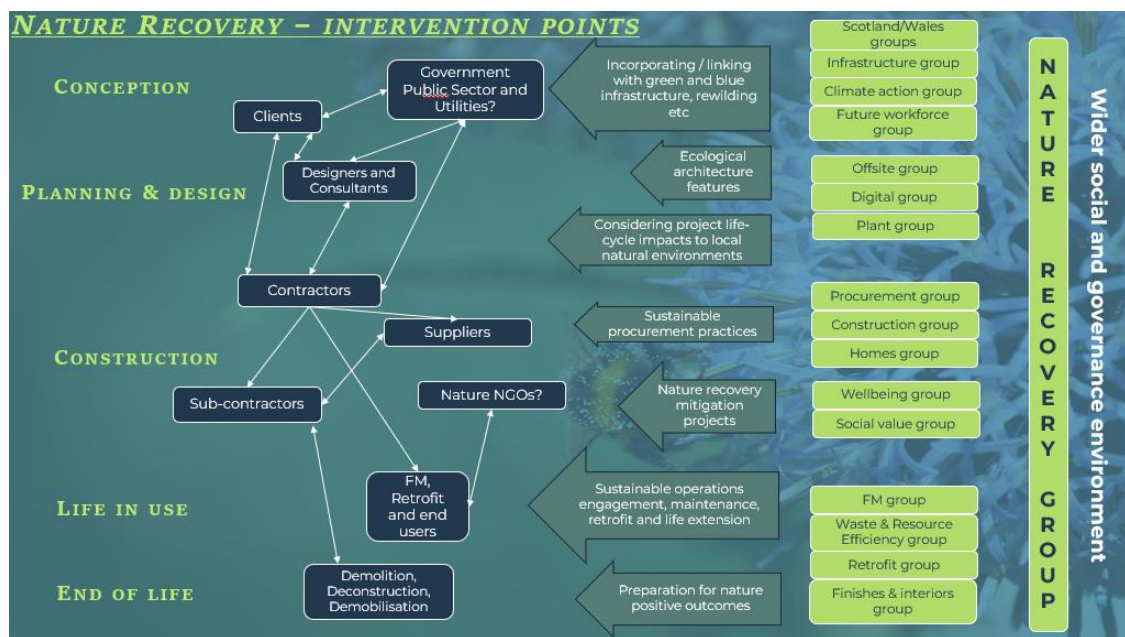 NATURE RECOVERY – INTERVENTION POINTS
CONCEPTION
Clients
Government
Public Sector and
Utilities?
Designers and
Consultants
PLANNING & DESIGN
Contractors
Suppliers
CONSTRUCTION
Sub-contractors
Nature NGOs?
LIFE IN USE
FM,
Retrofit
and end
users
END OF LIFE
Demolition,
Deconstruction,
Demobilisation
Incorporating / linking
with green and blue
infrastructure, rewilding
etc
Ecological
architecture
features
Considering project life-
cycle impacts to local
natural environments
Sustainable
procurement practices
Nature recovery
mitigation
projects
Sustainable operations
engagement, maintenance,
retrofit and life extension
Preparation for nature
positive outcomes
Scotland/Wales
groups
Infrastructure group
Climate action group
Future workforce
group
Offsite group
Digital group
Plant group
Procurement group
Construction group
Homes group
Wellbeing group
Social value group
FM group
Waste & Resource
Efficiency group
Retrofit group
Finishes & interiors
group
NATURE RECOVERY GROUP
Wider social and governance environment